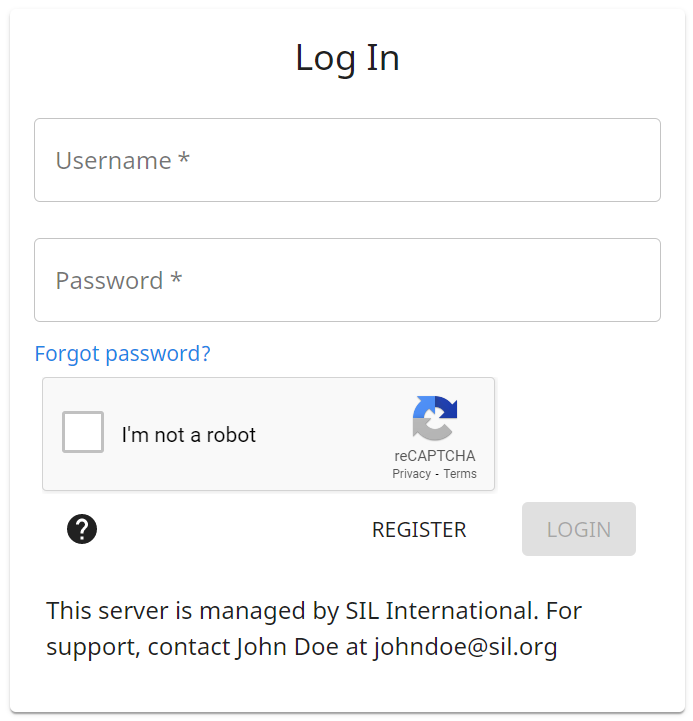 Log In
Username *
Password *
Forgot password?
I'm not a robot
reCAPTCHA
Privacy - Terms
?
REGISTER
LOGIN
This server is managed by SIL International. For
support, contact John Doe at johndoe@sil.org